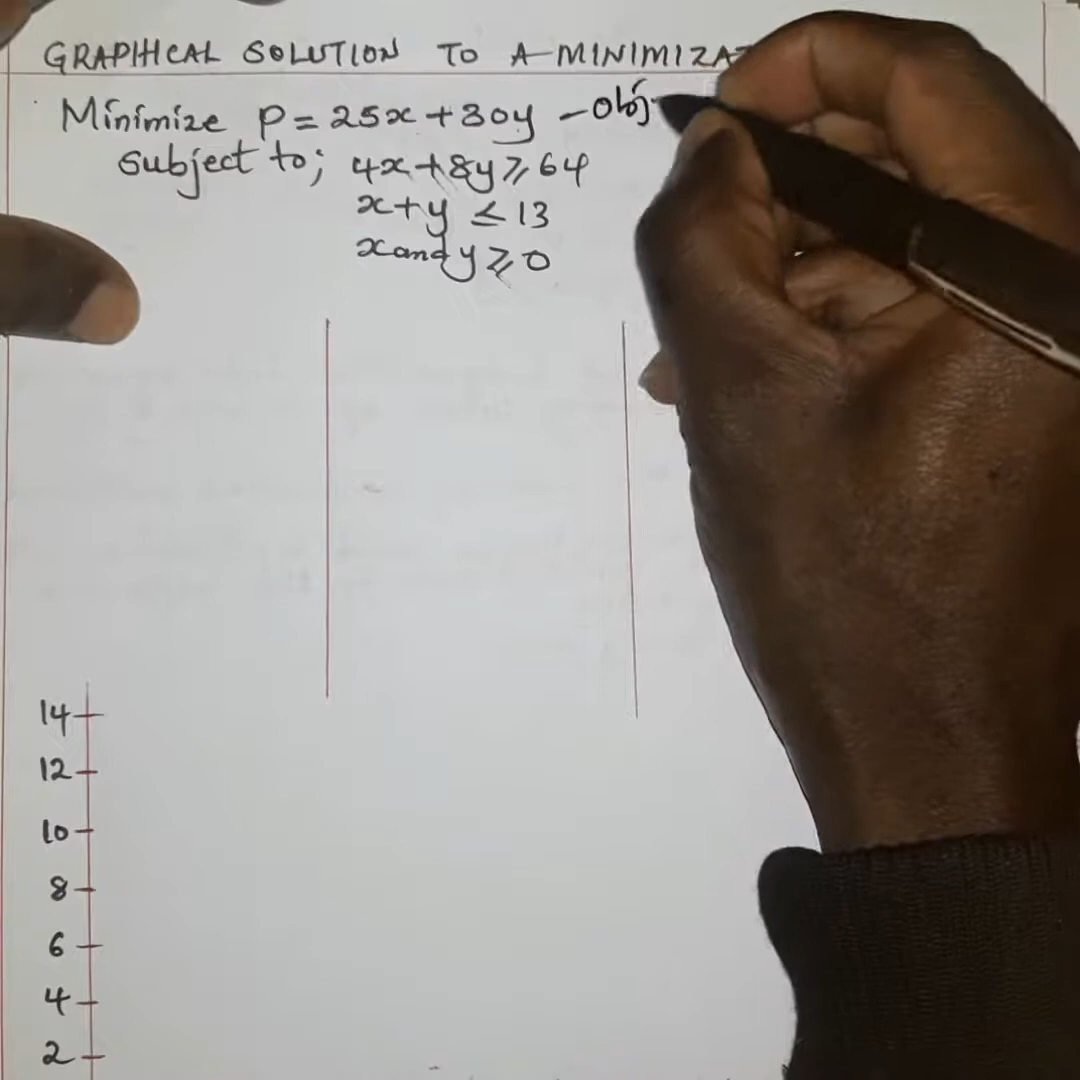 GRAPHICAL SOLUTION TO A MINIMIZA
Minimize P = 25x + 30y - Obj
Subject to; 4x + 8y ≥ 64
x + y ≤ 13
x and y ≥ 0
14
12
10
8
6
4
2